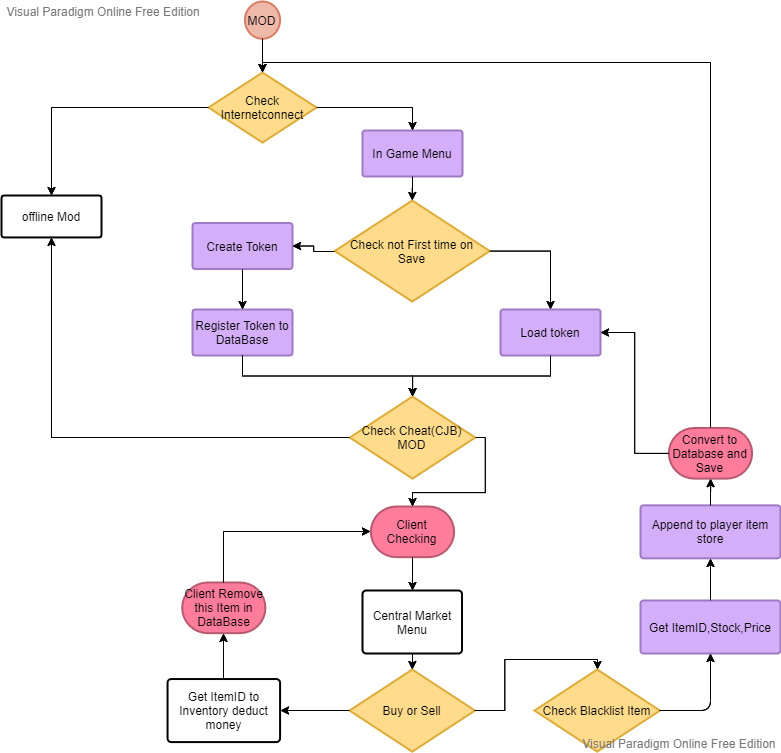 Visual Paradigm Online Free Edition
MOD
Check
Internetconnect
In Game Menu
offline Mod
Create Token
Check not First time on
Save
Register Token to
DataBase
Load token
Check Cheat(CJB)
MOD
Convert to
Database and
Save
Client
Checking
Append to player item
store
Client Remove
this Item in
DataBase
Central Market
Menu
Get ItemID,Stock,Price
Get ItemID to
Inventory deduct
money
Buy or Sell
Check Blacklist Item
Visual Paradigm Online Free Edition